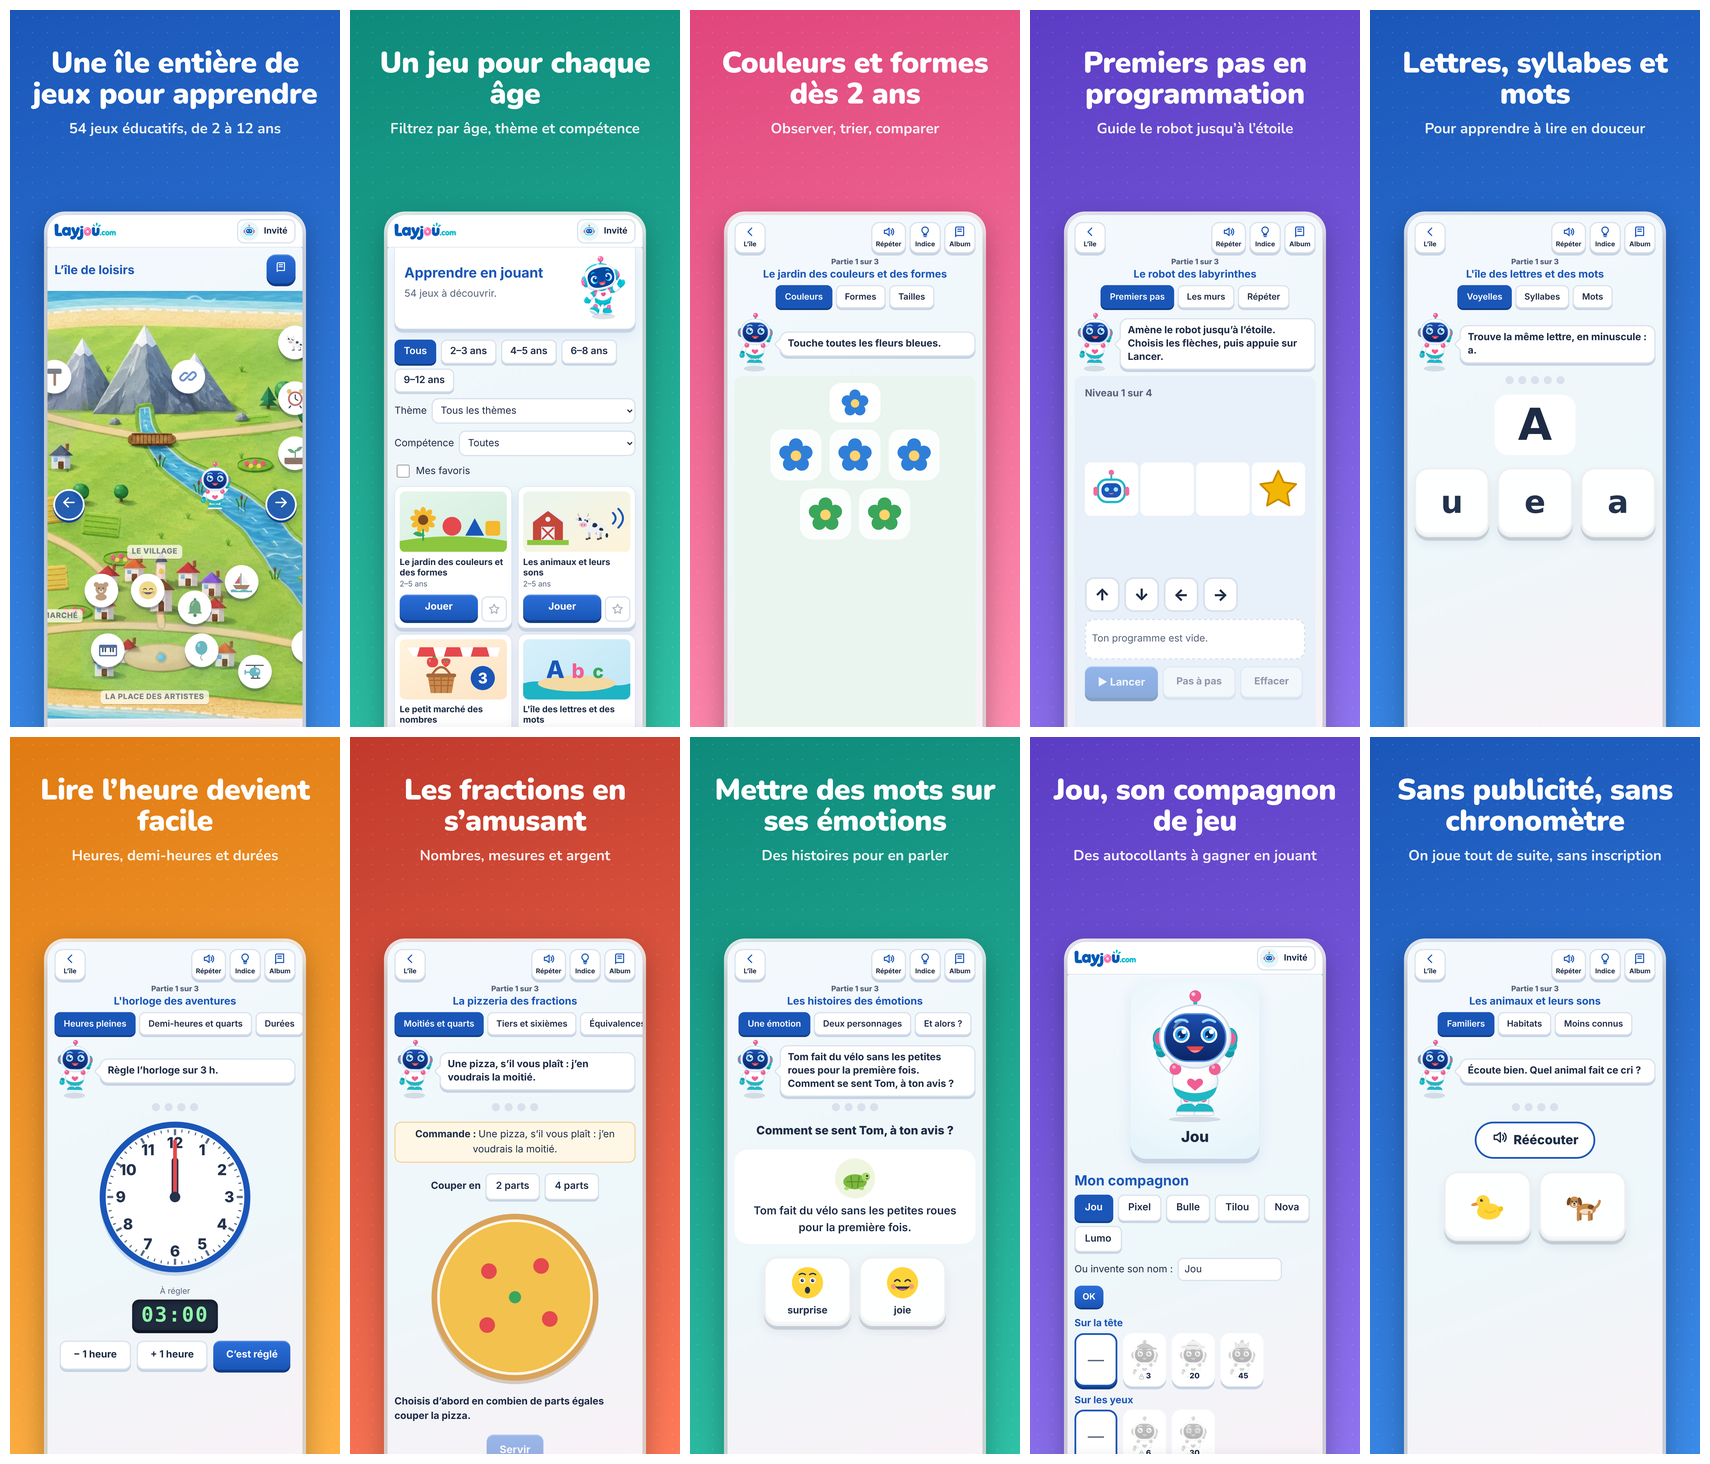 Une île entière de
jeux pour apprendre
54 jeux éducatifs, de 2 à 12 ans
Layjou.com
Invité
L'île de loisirs
LE VILLAGE
MARCHÉ
LA PLACE DES ARTISTES
Un jeu pour chaque
âge
Filtrez par âge, thème et compétence
Layjou.com
Invité
Apprendre en jouant
54 jeux à découvrir.
Tous
2–3 ans
4–5 ans
6–8 ans
9–12 ans
Thème
Tous les thèmes
Compétence
Toutes
Mes favoris
Le jardin des couleurs et
des formes
2–5 ans
Jouer
Les animaux et leurs
sons
2–5 ans
Jouer
3
Le petit marché des
nombres
A b c
L'île des lettres et des
mots
Couleurs et formes
dès 2 ans
Observer, trier, comparer
L'île
Répéter
Indice
Album
Partie 1 sur 3
Le jardin des couleurs et des formes
Couleurs
Formes
Tailles
Touche toutes les fleurs bleues.
Premiers pas en
programmation
Guide le robot jusqu'à l'étoile
L'île
Répéter
Indice
Album
Partie 1 sur 3
Le robot des labyrinthes
Premiers pas
Les murs
Répéter
Amène le robot jusqu'à l'étoile.
Choisis les flèches, puis appuie sur
Lancer.
Niveau 1 sur 4
Ton programme est vide.
Lancer
Pas à pas
Effacer
Lettres, syllabes et
mots
Pour apprendre à lire en douceur
L'île
Répéter
Indice
Album
Partie 1 sur 3
L'île des lettres et des mots
Voyelles
Syllabes
Mots
Trouve la même lettre, en minuscule :
a.
A
u
e
a
Lire l'heure devient
facile
Heures, demi-heures et durées
L'île
Répéter
Indice
Album
Partie 1 sur 3
L'horloge des aventures
Heures pleines
Demi-heures et quarts
Durées
Règle l'horloge sur 3 h.
12
1
2
3
4
5
6
7
8
9
10
11
À régler
03:00
− 1 heure
+ 1 heure
C'est réglé
Les fractions en
s'amusant
Nombres, mesures et argent
L'île
Répéter
Indice
Album
Partie 1 sur 3
La pizzeria des fractions
Moitiés et quarts
Tiers et sixièmes
Équivalences
Une pizza, s'il vous plaît : j'en
voudrais la moitié.
Commande : Une pizza, s'il vous plaît : j'en
voudrais la moitié.
Couper en
2 parts
4 parts
Choisis d'abord en combien de parts égales
couper la pizza.
Servir
Mettre des mots sur
ses émotions
Des histoires pour en parler
L'île
Répéter
Indice
Album
Partie 1 sur 3
Les histoires des émotions
Une émotion
Deux personnages
Et alors ?
Tom fait du vélo sans les petites
roues pour la première fois.
Comment se sent Tom, à ton avis ?
Comment se sent Tom, à ton avis ?
Tom fait du vélo sans les petites roues
pour la première fois.
surprise
joie
Jou, son compagnon
de jeu
Des autocollants à gagner en jouant
Layjou.com
Invité
Jou
Mon compagnon
Jou
Pixel
Bulle
Tilou
Nova
Lumo
Ou invente son nom :
Jou
OK
Sur la tête
—
3
20
45
Sur les yeux
—
6
30
Sans publicité, sans
chronomètre
On joue tout de suite, sans inscription
L'île
Répéter
Indice
Album
Partie 1 sur 3
Les animaux et leurs sons
Familiers
Habitats
Moins connus
Écoute bien. Quel animal fait ce cri ?
Réécouter